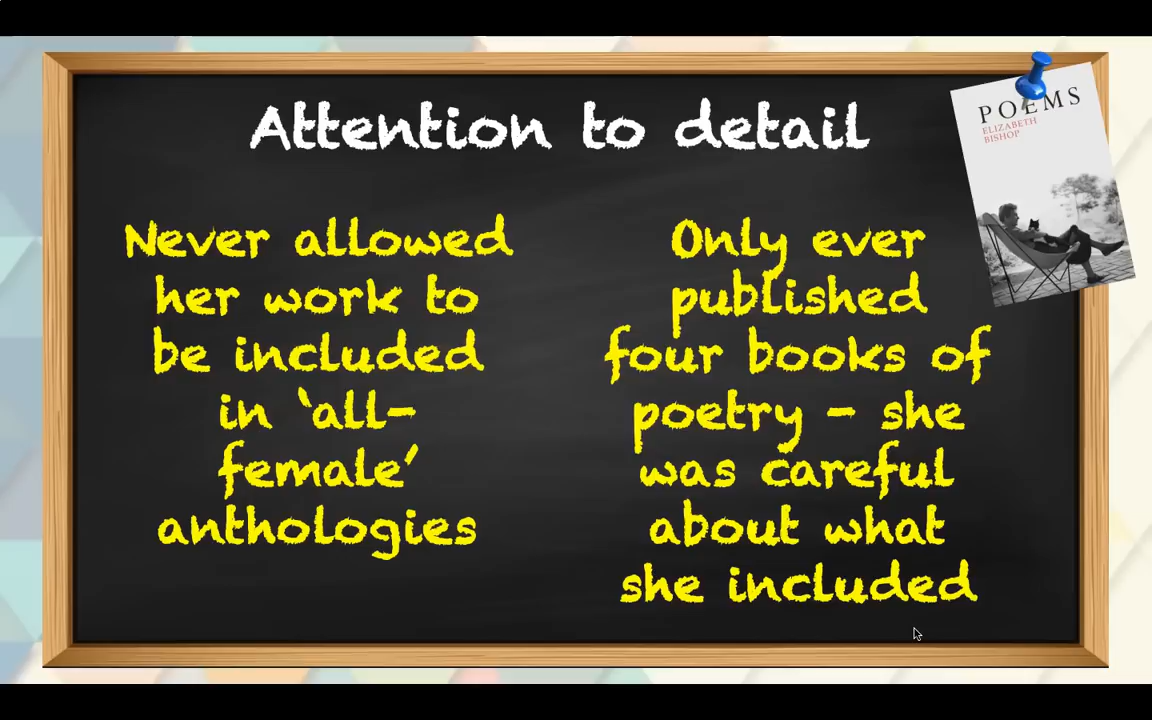 Attention to detail
Never allowed
her work to
be included
in ‘all-
female’
anthologies
Only ever
published
four books of
poetry – she
was careful
about what
she included
POEMS
ELIZABETH
BISHOP